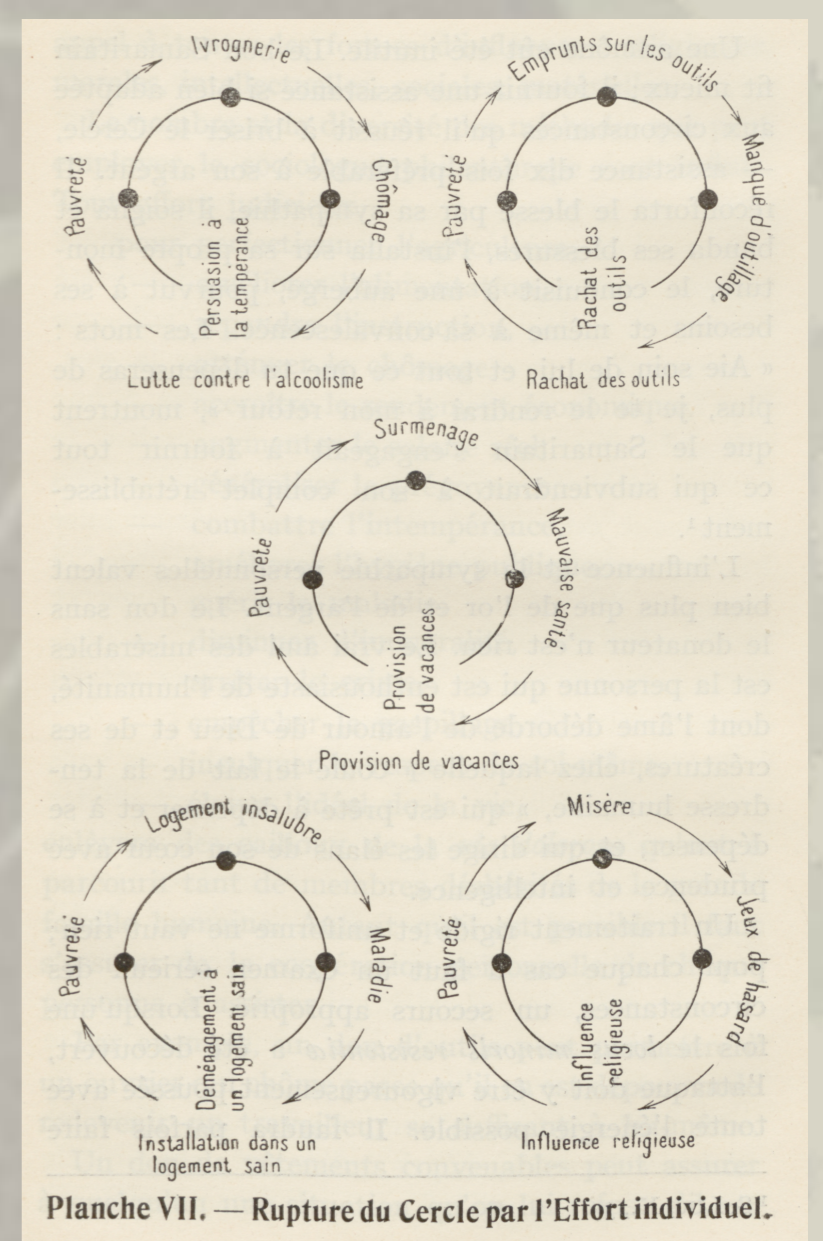 Ivrognerie
Pauvreté
Chômage
Persuasion à
la tempérance
Lutte contre l'alcoolisme
Emprunts sur les outils
Pauvreté
Manque d'outillage
Rachat des
outils
Rachat des outils
Surmenage
Pauvreté
Mauvaise santé
Provision
de vacances
Provision de vacances
Logement insalubre
Pauvreté
Maladie
Déménagement à
un logement sain
Installation dans un
logement sain
Misère
Pauvreté
Jeux de hasard
Influence
religieuse
Influence religieuse
Planche VII. — Rupture du Cercle par l'Effort individuel.